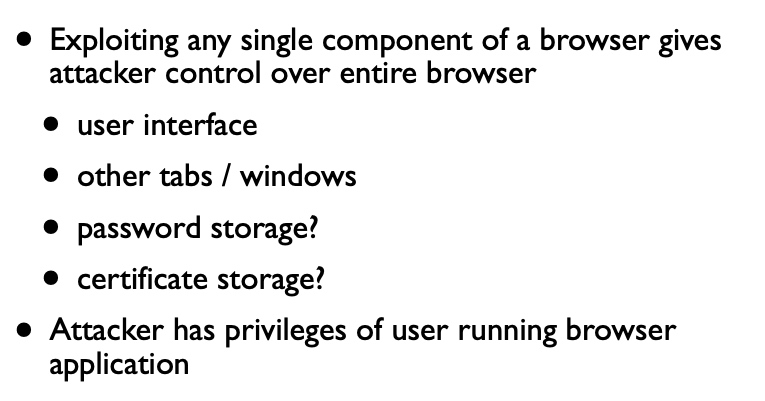 • Exploiting any single component of a browser gives
attacker control over entire browser
• user interface
• other tabs / windows
• password storage?
• certificate storage?
• Attacker has privileges of user running browser
application